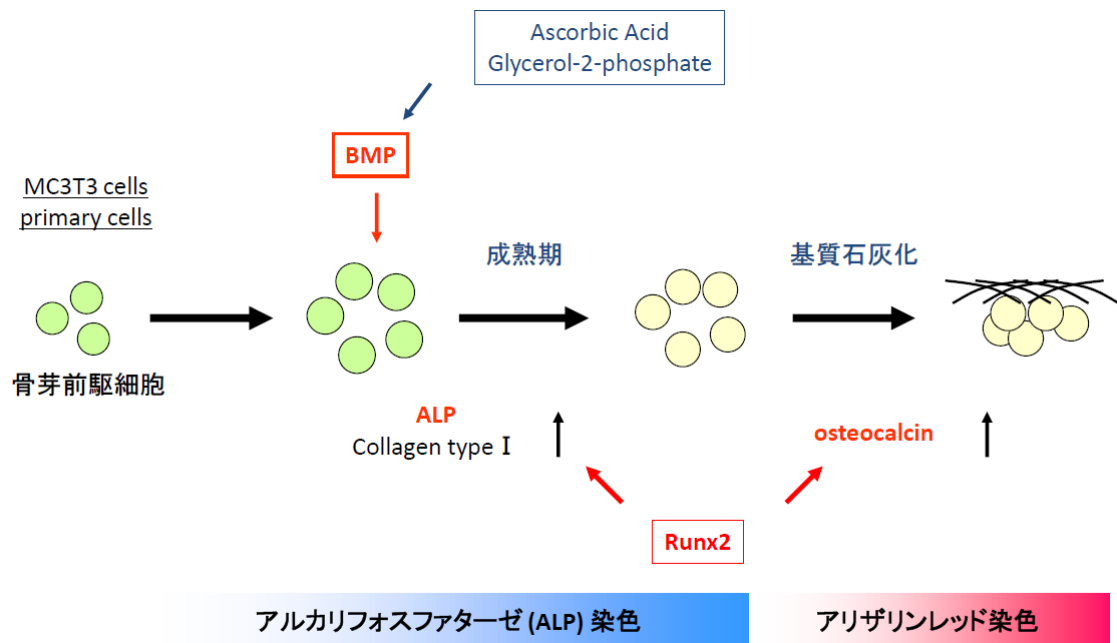 Ascorbic Acid
Glycerol-2-phosphate
BMP
MC3T3 cells
primary cells
成熟期
基質石灰化
骨芽前駆細胞
ALP
Collagen type Ⅰ
osteocalcin
Runx2
アルカリフォスファターゼ (ALP) 染色
アリザリンレッド染色